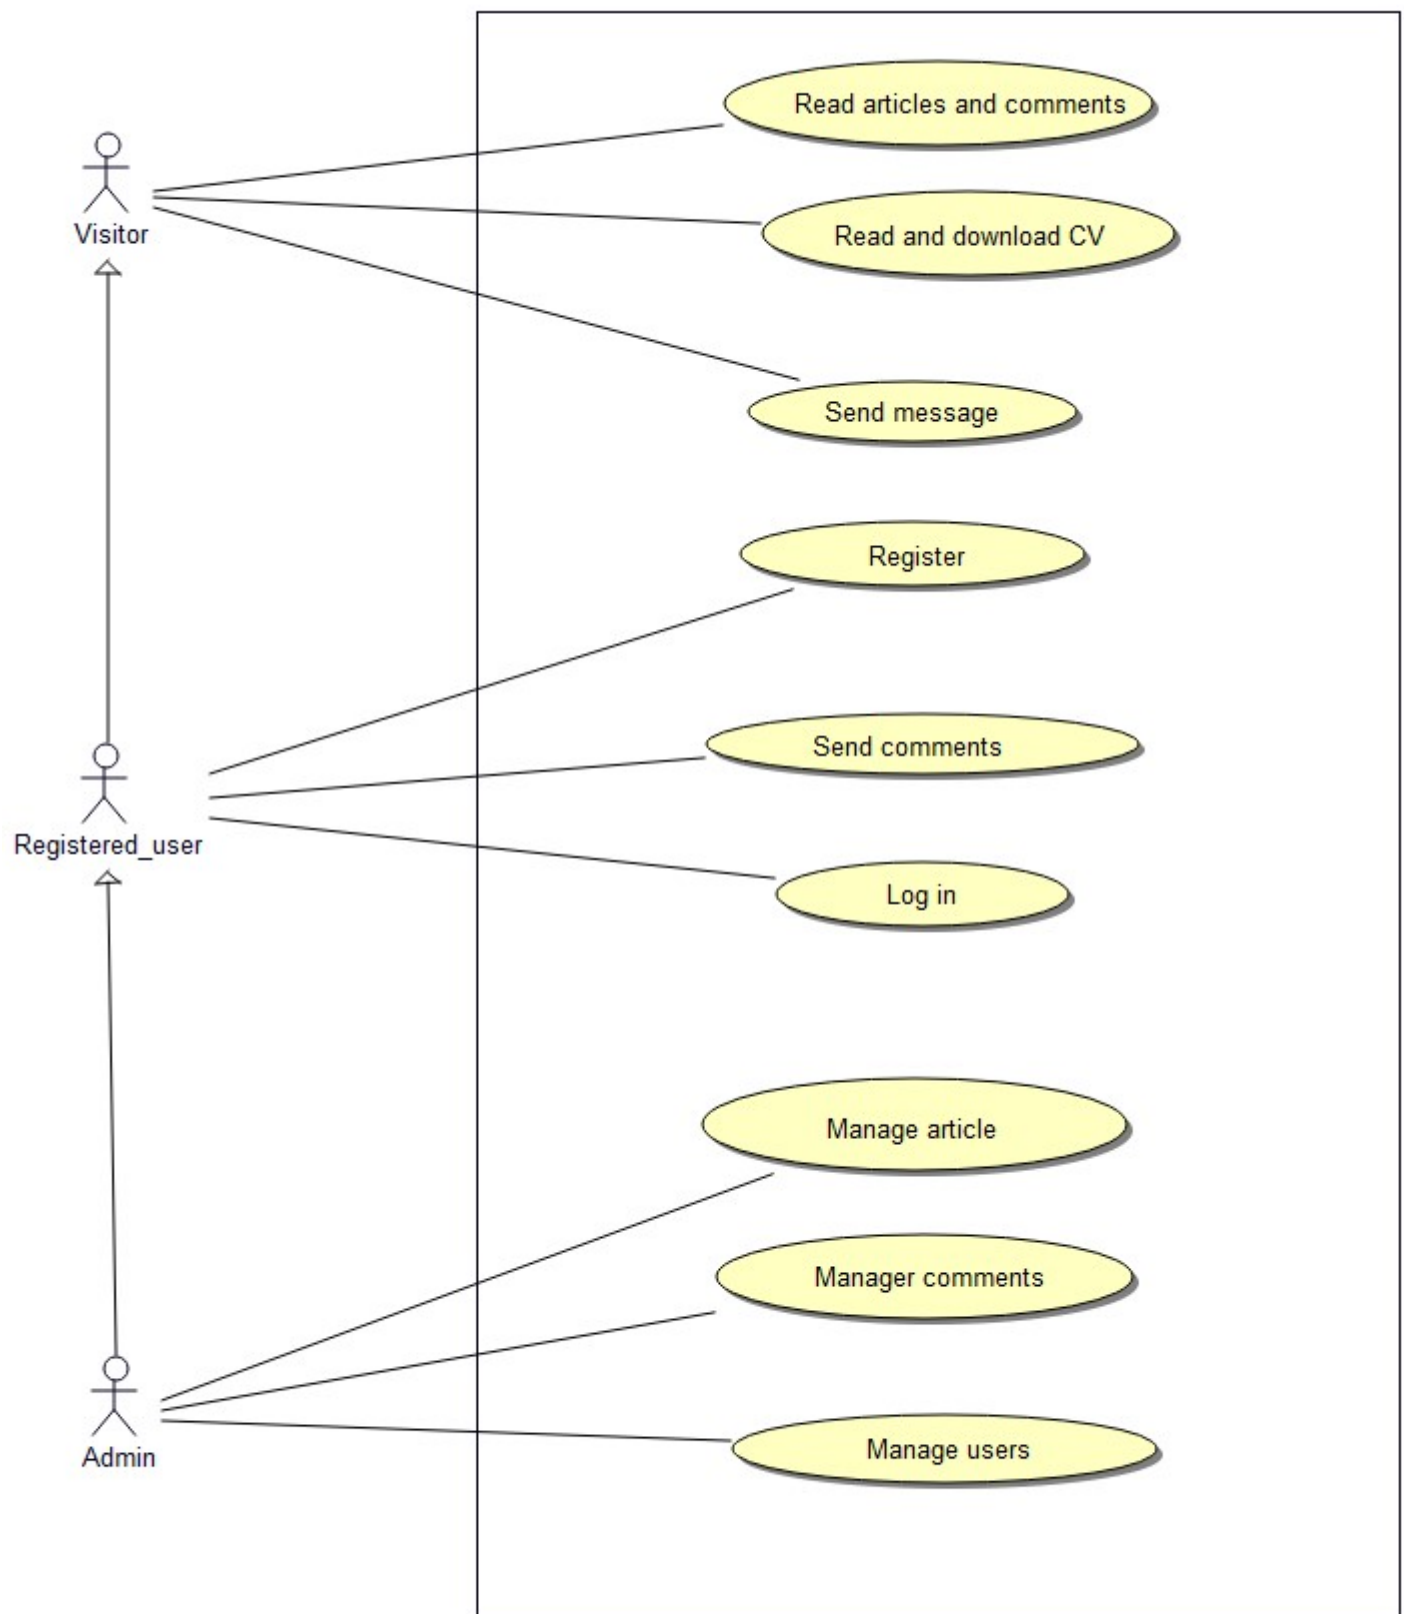 Read articles and comments
Visitor
Read and download CV
Send message
Register
Send comments
Registered_user
Log in
Manage article
Manager comments
Manage users
Admin